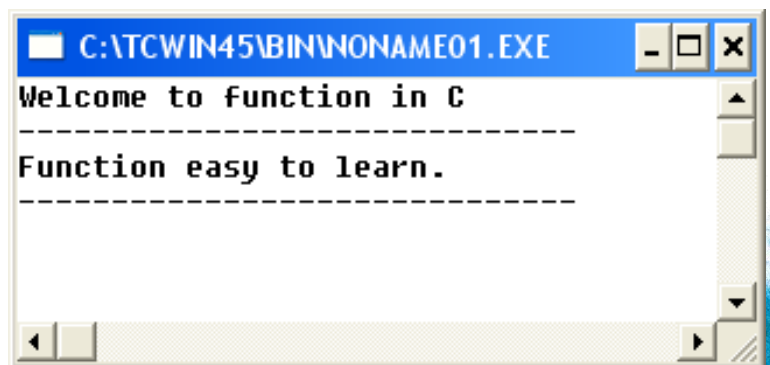 C:\TCWIN45\BIN\NONAME01.EXE
Welcome to function in C
------------------------------
Function easy to learn.
------------------------------